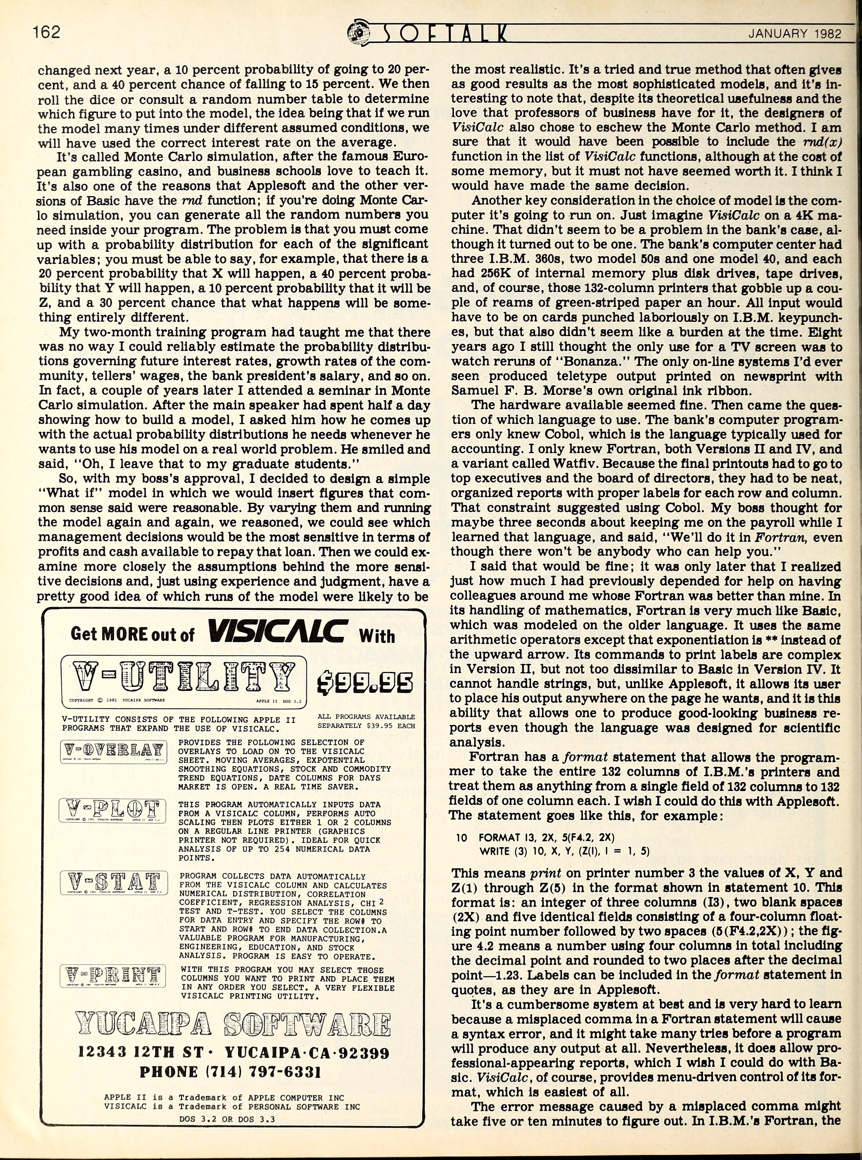 162
SOFTALK
JANUARY 1982
changed next year, a 10 percent probability of going to 20 per-
cent, and a 40 percent chance of falling to 15 percent. We then
roll the dice or consult a random number table to determine
which figure to put into the model, the idea being that if we run
the model many times under different assumed conditions, we
will have used the correct interest rate on the average.
It's called Monte Carlo simulation, after the famous Euro-
pean gambling casino, and business schools love to teach it.
It's also one of the reasons that Applesoft and the other ver-
sions of Basic have the rnd function; if you're doing Monte Car-
lo simulation, you can generate all the random numbers you
need inside your program. The problem is that you must come
up with a probability distribution for each of the significant
variables; you must be able to say, for example, that there is a
20 percent probability that X will happen, a 40 percent proba-
bility that Y will happen, a 10 percent probability that it will be
Z, and a 30 percent chance that what happens will be some-
thing entirely different.
My two-month training program had taught me that there
was no way I could reliably estimate the probability distribu-
tions governing future interest rates, growth rates of the com-
munity, tellers' wages, the bank president's salary, and so on.
In fact, a couple of years later I attended a seminar in Monte
Carlo simulation. After the main speaker had spent half a day
showing how to build a model, I asked him how he comes up
with the actual probability distributions he needs whenever he
wants to use his model on a real world problem. He smiled and
said, "Oh, I leave that to my graduate students."
So, with my boss's approval, I decided to design a simple
"What if" model in which we would insert figures that com-
mon sense said were reasonable. By varying them and running
the model again and again, we reasoned, we could see which
management decisions would be the most sensitive in terms of
profits and cash available to repay that loan. Then we could ex-
amine more closely the assumptions behind the more sensi-
tive decisions and, just using experience and judgment, have a
pretty good idea of which runs of the model were likely to be
Get MORE out of VISICALC With
V-UTILITY
COPYRIGHT © 1981 YUCAIPA SOFTWARE APPLE II DOS 3.2
$99.95
V-UTILITY CONSISTS OF THE FOLLOWING APPLE II
PROGRAMS THAT EXPAND THE USE OF VISICALC.
ALL PROGRAMS AVAILABLE
SEPARATELY $39.95 EACH
V-OVERLAY
PROVIDES THE FOLLOWING SELECTION OF
OVERLAYS TO LOAD ON TO THE VISICALC
SHEET. MOVING AVERAGES, EXPOTENTIAL
SMOOTHING EQUATIONS, STOCK AND COMMODITY
TREND EQUATIONS, DATE COLUMNS FOR DAYS
MARKET IS OPEN. A REAL TIME SAVER.
V-PLOT
THIS PROGRAM AUTOMATICALLY INPUTS DATA
FROM A VISICALC COLUMN, PERFORMS AUTO
SCALING THEN PLOTS EITHER 1 OR 2 COLUMNS
ON A REGULAR LINE PRINTER (GRAPHICS
PRINTER NOT REQUIRED). IDEAL FOR QUICK
ANALYSIS OF UP TO 254 NUMERICAL DATA
POINTS.
V-STAT
PROGRAM COLLECTS DATA AUTOMATICALLY
FROM THE VISICALC COLUMN AND CALCULATES
NUMERICAL DISTRIBUTION, CORRELATION
COEFFICIENT, REGRESSION ANALYSIS, CHI 2
TEST AND T-TEST. YOU SELECT THE COLUMNS
FOR DATA ENTRY AND SPECIFY THE ROW# TO
START AND ROW# TO END DATA COLLECTION.A
VALUABLE PROGRAM FOR MANUFACTURING,
ENGINEERING, EDUCATION, AND STOCK
ANALYSIS. PROGRAM IS EASY TO OPERATE.
V-PRINT
WITH THIS PROGRAM YOU MAY SELECT THOSE
COLUMNS YOU WANT TO PRINT AND PLACE THEM
IN ANY ORDER YOU SELECT. A VERY FLEXIBLE
VISICALC PRINTING UTILITY.
YUCAIPA SOFTWARE
12343 12TH ST · YUCAIPA·CA·92399
PHONE (714) 797-6331
APPLE II is a Trademark of APPLE COMPUTER INC
VISICALC is a Trademark of PERSONAL SOFTWARE INC
DOS 3.2 OR DOS 3.3
the most realistic. It's a tried and true method that often gives
as good results as the most sophisticated models, and it's in-
teresting to note that, despite its theoretical usefulness and the
love that professors of business have for it, the designers of
VisiCalc also chose to eschew the Monte Carlo method. I am
sure that it would have been possible to include the rnd(x)
function in the list of VisiCalc functions, although at the cost of
some memory, but it must not have seemed worth it. I think I
would have made the same decision.
Another key consideration in the choice of model is the com-
puter it's going to run on. Just imagine VisiCalc on a 4K ma-
chine. That didn't seem to be a problem in the bank's case, al-
though it turned out to be one. The bank's computer center had
three I.B.M. 360s, two model 50s and one model 40, and each
had 256K of internal memory plus disk drives, tape drives,
and, of course, those 132-column printers that gobble up a cou-
ple of reams of green-striped paper an hour. All input would
have to be on cards punched laboriously on I.B.M. keypunch-
es, but that also didn't seem like a burden at the time. Eight
years ago I still thought the only use for a TV screen was to
watch reruns of "Bonanza." The only on-line systems I'd ever
seen produced teletype output printed on newsprint with
Samuel F. B. Morse's own original ink ribbon.
The hardware available seemed fine. Then came the ques-
tion of which language to use. The bank's computer program-
ers only knew Cobol, which is the language typically used for
accounting. I only knew Fortran, both Versions II and IV, and
a variant called Watfiv. Because the final printouts had to go to
top executives and the board of directors, they had to be neat,
organized reports with proper labels for each row and column.
That constraint suggested using Cobol. My boss thought for
maybe three seconds about keeping me on the payroll while I
learned that language, and said, "We'll do it in Fortran, even
though there won't be anybody who can help you."
I said that would be fine; it was only later that I realized
just how much I had previously depended for help on having
colleagues around me whose Fortran was better than mine. In
its handling of mathematics, Fortran is very much like Basic,
which was modeled on the older language. It uses the same
arithmetic operators except that exponentiation is ** instead of
the upward arrow. Its commands to print labels are complex
in Version II, but not too dissimilar to Basic in Version IV. It
cannot handle strings, but, unlike Applesoft, it allows its user
to place his output anywhere on the page he wants, and it is this
ability that allows one to produce good-looking business re-
ports even though the language was designed for scientific
analysis.
Fortran has a format statement that allows the program-
mer to take the entire 132 columns of I.B.M.'s printers and
treat them as anything from a single field of 132 columns to 132
fields of one column each. I wish I could do this with Applesoft.
The statement goes like this, for example:
10 FORMAT I3, 2X, 5(F4.2, 2X)
WRITE (3) 10, X, Y, (Z(I), I = 1, 5)
This means print on printer number 3 the values of X, Y and
Z(1) through Z(5) in the format shown in statement 10. This
format is: an integer of three columns (I3), two blank spaces
(2X) and five identical fields consisting of a four-column float-
ing point number followed by two spaces (5(F4.2,2X)); the fig-
ure 4.2 means a number using four columns in total including
the decimal point and rounded to two places after the decimal
point—1.23. Labels can be included in the format statement in
quotes, as they are in Applesoft.
It's a cumbersome system at best and is very hard to learn
because a misplaced comma in a Fortran statement will cause
a syntax error, and it might take many tries before a program
will produce any output at all. Nevertheless, it does allow pro-
fessional-appearing reports, which I wish I could do with Ba-
sic. VisiCalc, of course, provides menu-driven control of its for-
mat, which is easiest of all.
The error message caused by a misplaced comma might
take five or ten minutes to figure out. In I.B.M.'s Fortran, the